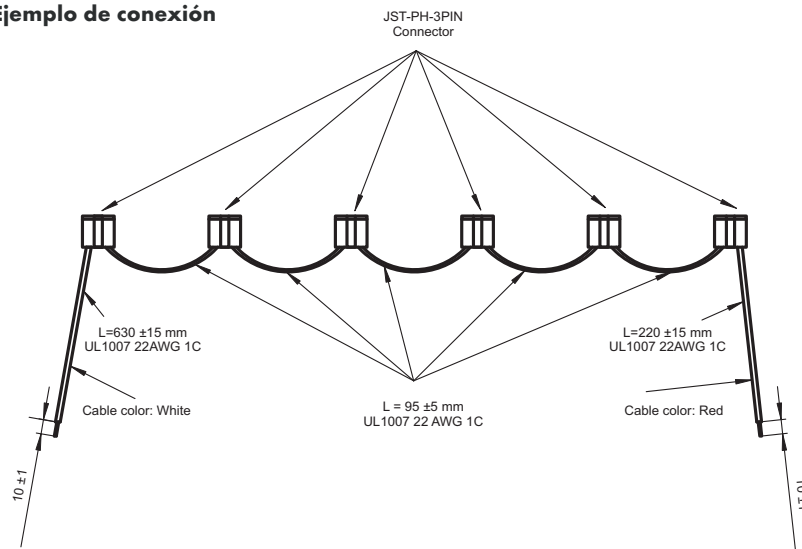 Ejemplo de conexión
JST-PH-3PIN
Connector
L=630 ±15 mm
UL1007 22AWG 1C
L=220 ±15 mm
UL1007 22AWG 1C
Cable color: White
L = 95 ±5 mm
UL1007 22 AWG 1C
Cable color: Red
10 ±1